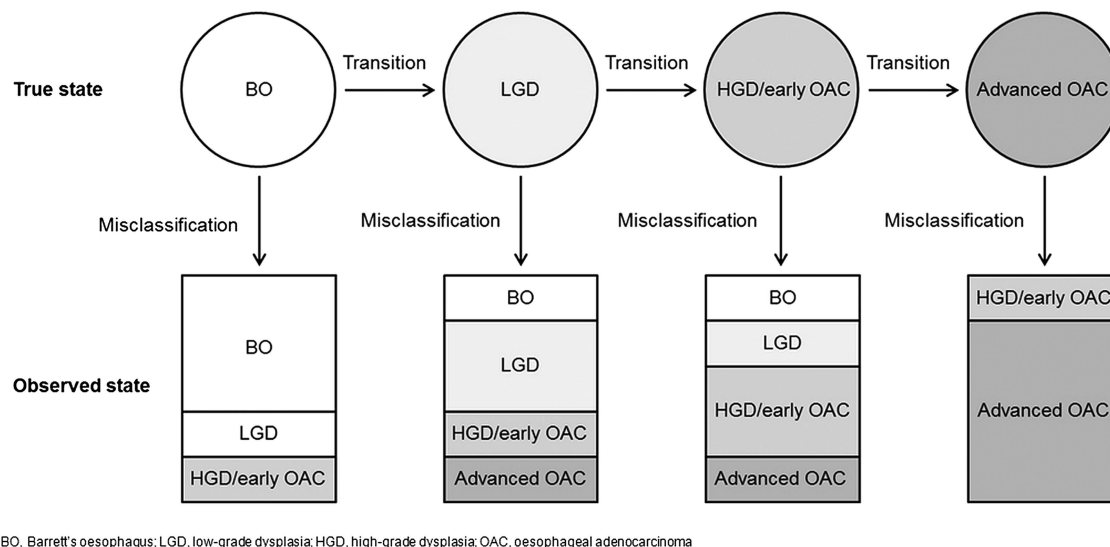 True state
BO
Transition
LGD
Transition
HGD/early OAC
Transition
Advanced OAC
Misclassification
Misclassification
Misclassification
Misclassification
Observed state
BO
LGD
HGD/early OAC
BO
LGD
HGD/early OAC
Advanced OAC
BO
LGD
HGD/early OAC
Advanced OAC
HGD/early OAC
Advanced OAC
BO, Barrett's oesophagus; LGD, low-grade dysplasia; HGD, high-grade dysplasia; OAC, oesophageal adenocarcinoma